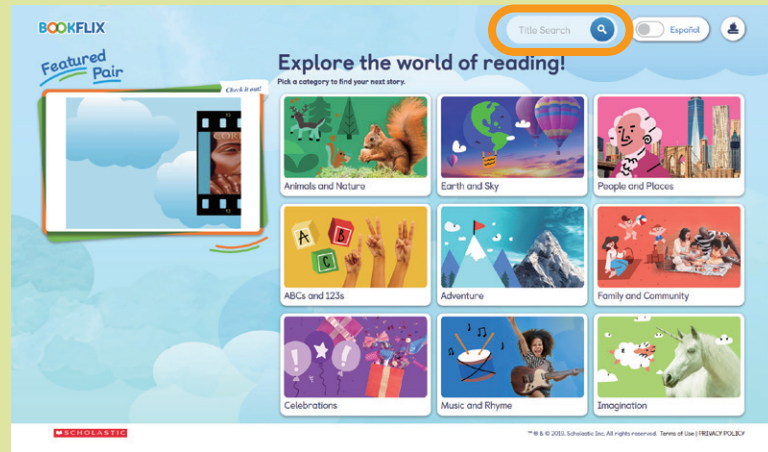 BOOKFLIX
Title Search
Español
Featured
Pair
Check it out!
Explore the world of reading!
Pick a category to find your next story.
Animals and Nature
Earth and Sky
People and Places
A B C
ABCs and 123s
Adventure
Family and Community
Celebrations
Music and Rhyme
Imagination
SCHOLASTIC
™ ® & © 2019. Scholastic Inc. All rights reserved. Terms of Use | PRIVACY POLICY